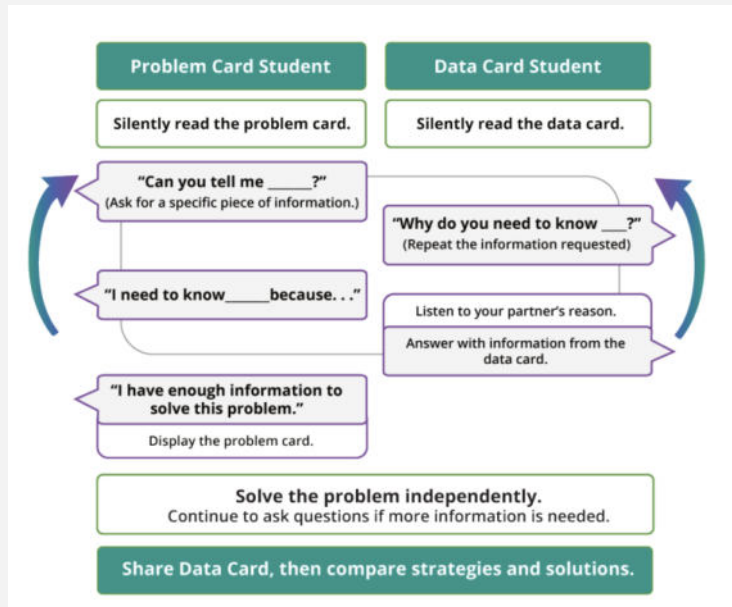 Problem Card Student
Data Card Student
Silently read the problem card.
Silently read the data card.
“Can you tell me ______?”
(Ask for a specific piece of information.)
“Why do you need to know ___?”
(Repeat the information requested)
“I need to know______because. . .”
Listen to your partner’s reason.
Answer with information from the
data card.
“I have enough information to
solve this problem.”
Display the problem card.
Solve the problem independently.
Continue to ask questions if more information is needed.
Share Data Card, then compare strategies and solutions.